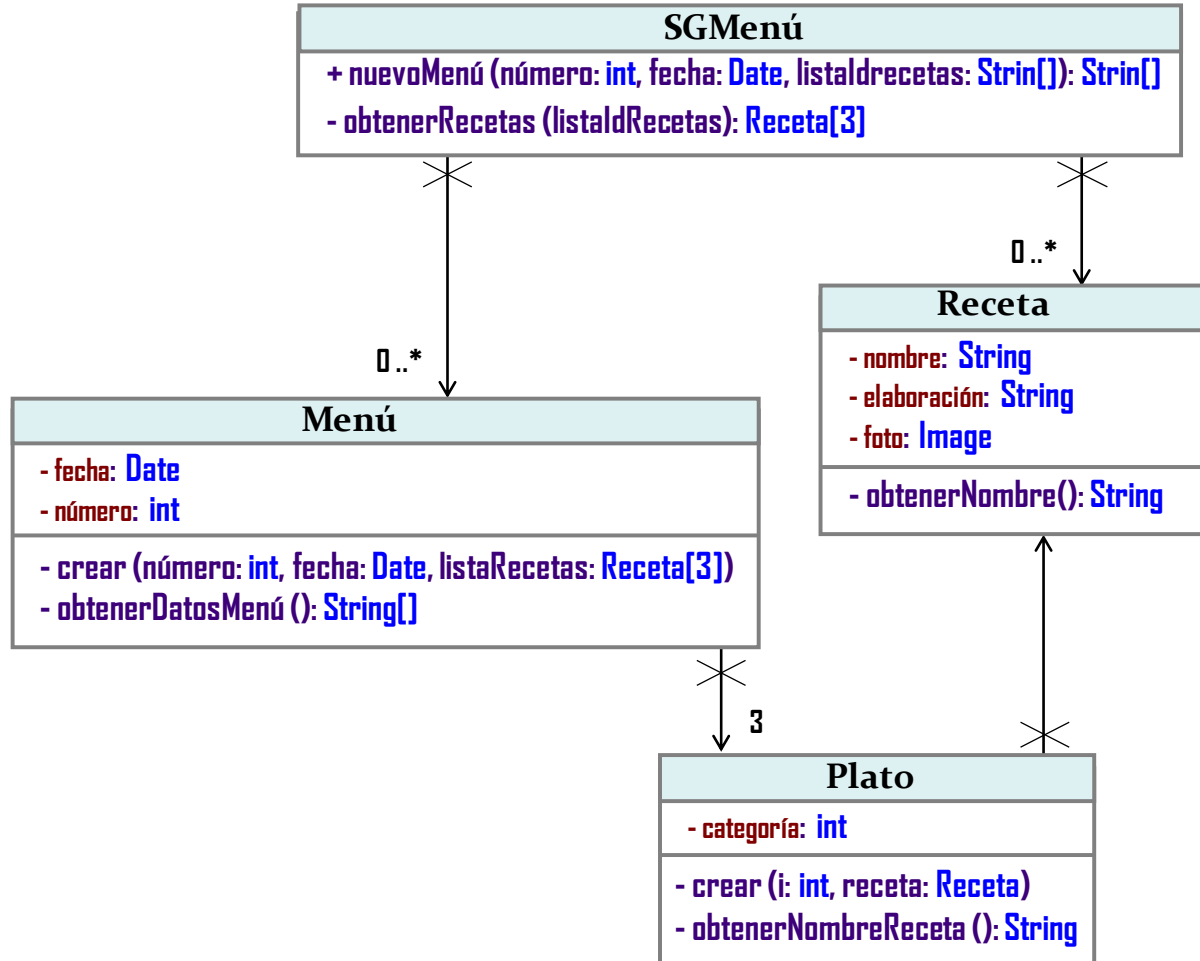 SGMenú
+ nuevoMenú (número: int, fecha: Date, listaIdrecetas: Strin[]): Strin[]
- obtenerRecetas (listaIdRecetas): Receta[3]
0 ..*
0 ..*
Receta
- nombre: String
- elaboración: String
- foto: Image
- obtenerNombre(): String
Menú
- fecha: Date
- número: int
- crear (número: int, fecha: Date, listaRecetas: Receta[3])
- obtenerDatosMenú (): String[]
3
Plato
- categoría: int
- crear (i: int, receta: Receta)
- obtenerNombreReceta (): String